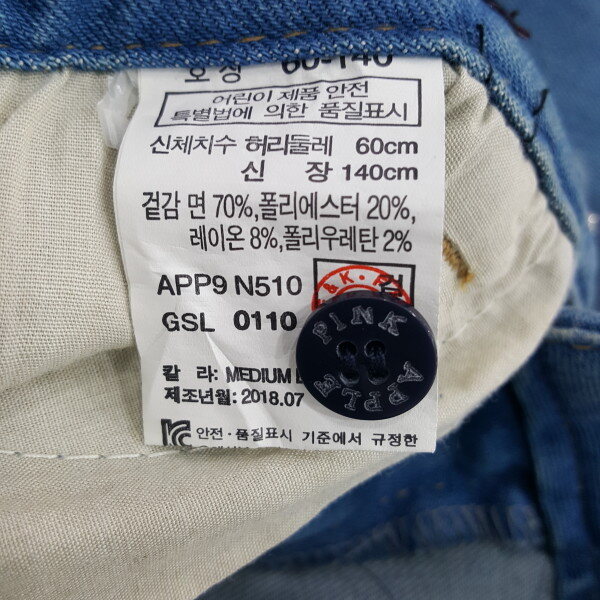 호칭 60-140
어린이 제품 안전
특별법에 의한 품질표시
신체치수 허리둘레 60cm
신 장 140cm
겉감 면 70%,폴리에스터 20%,
레이온 8%,폴리우레탄 2%
APP9 N510
GSL 0110
& K. P.
PINK APPLE
칼 라: MEDIUM
제조년월: 2018.07
안전·품질표시 기준에서 규정한